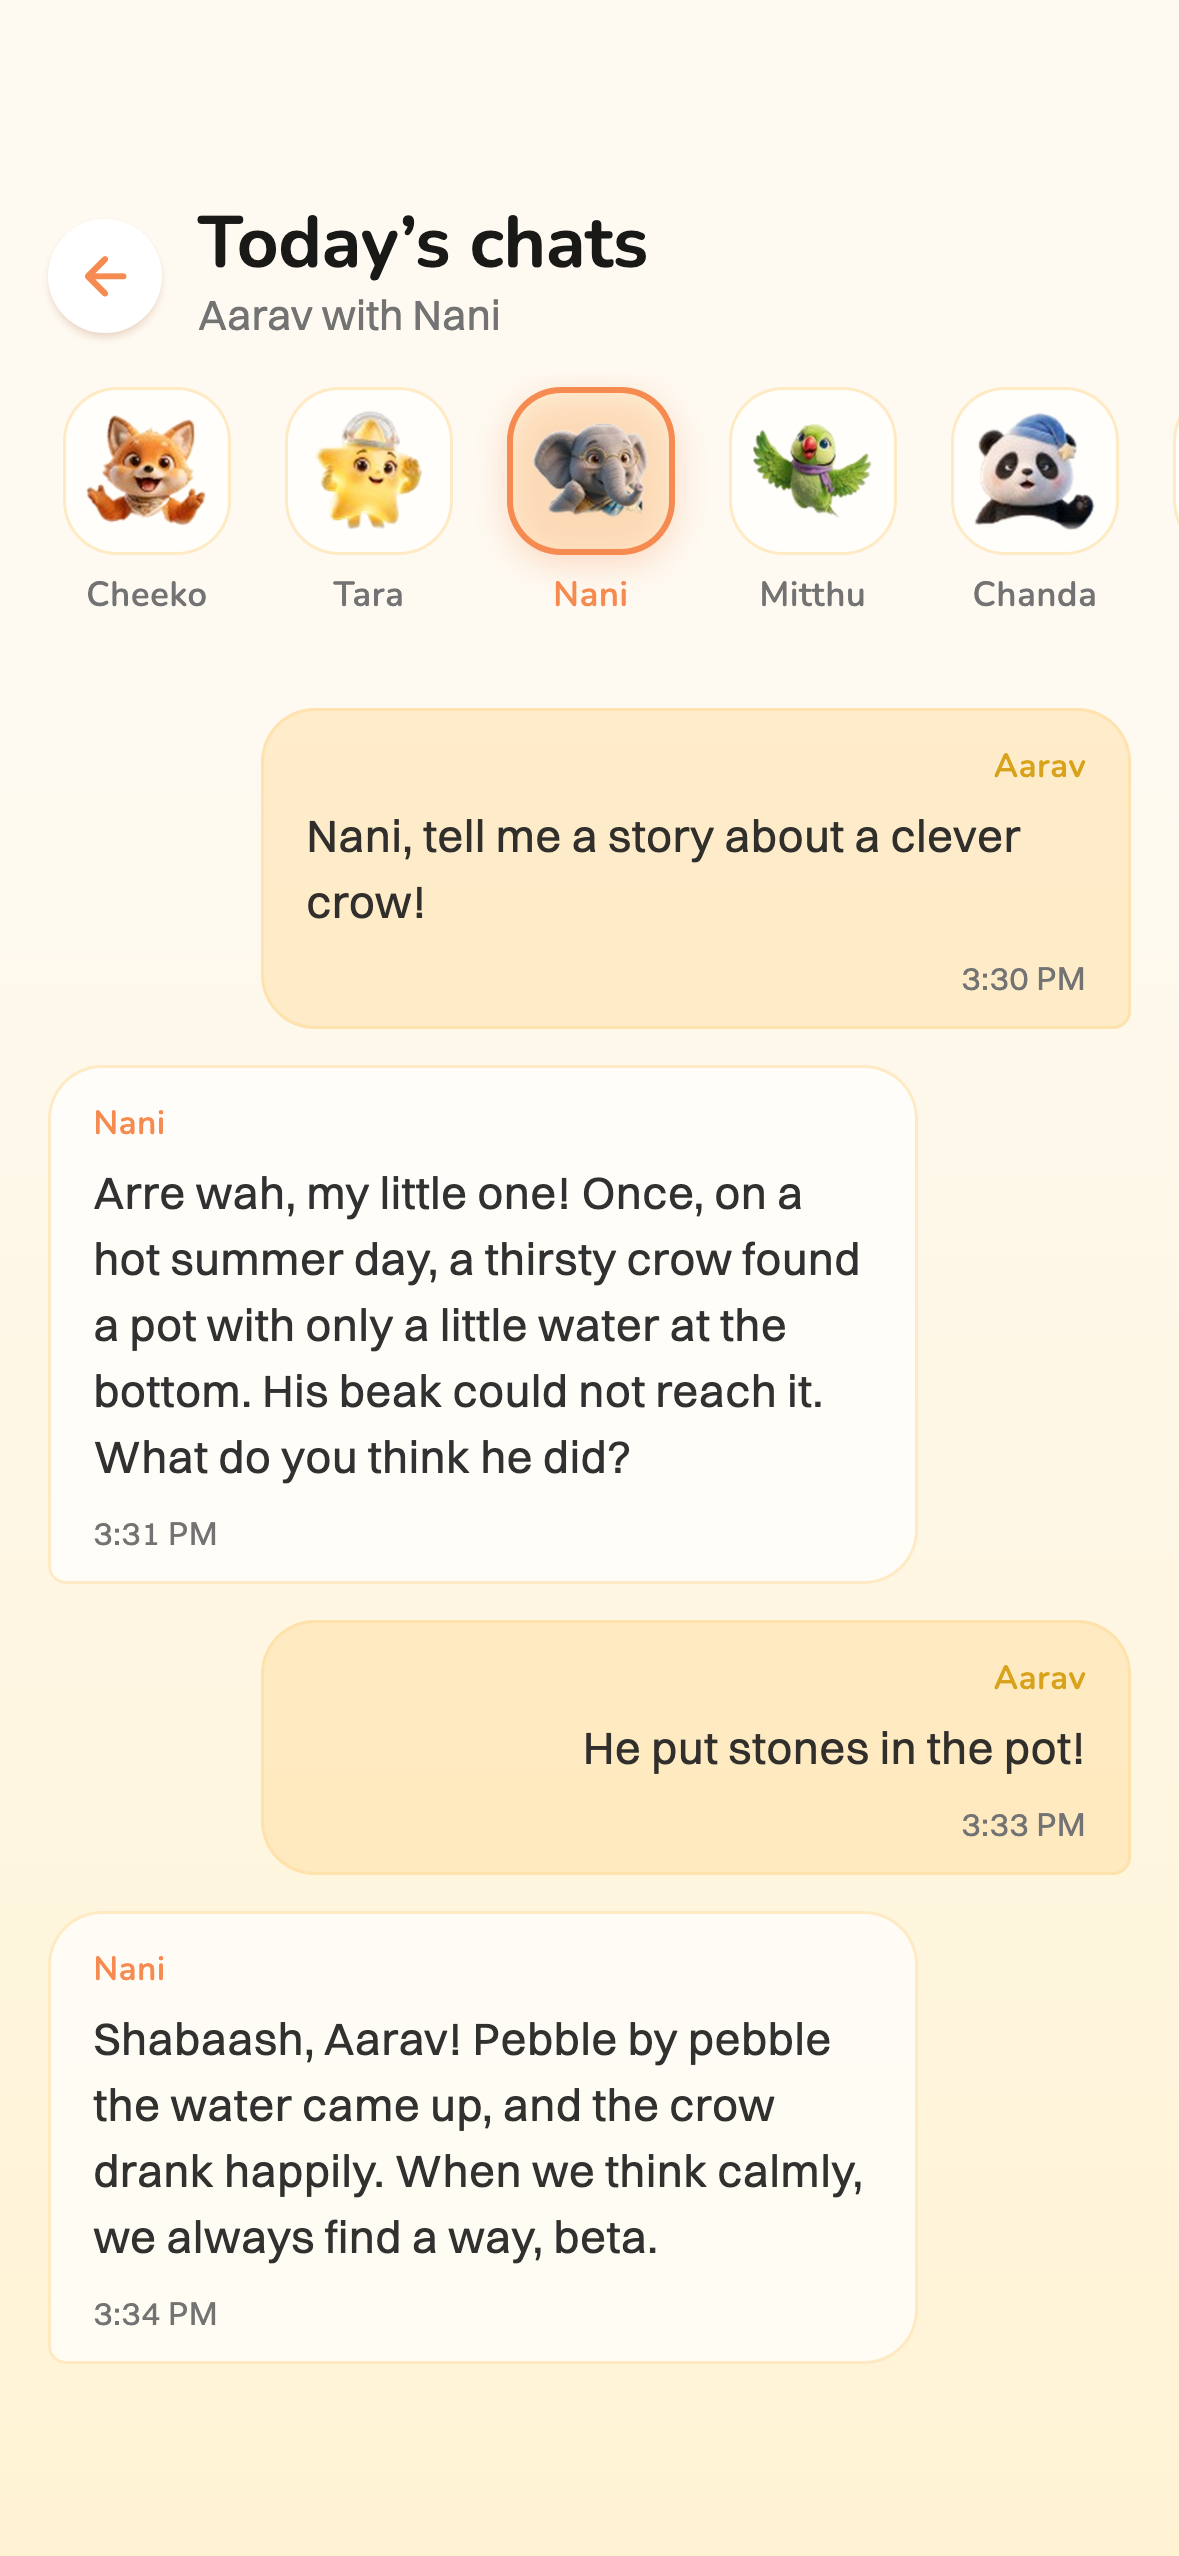 Today’s chats
Aarav with Nani
Cheeko
Tara
Nani
Mitthu
Chanda
Aarav
Nani, tell me a story about a clever
crow!
3:30 PM
Nani
Arre wah, my little one! Once, on a
hot summer day, a thirsty crow found
a pot with only a little water at the
bottom. His beak could not reach it.
What do you think he did?
3:31 PM
Aarav
He put stones in the pot!
3:33 PM
Nani
Shabaash, Aarav! Pebble by pebble
the water came up, and the crow
drank happily. When we think calmly,
we always find a way, beta.
3:34 PM